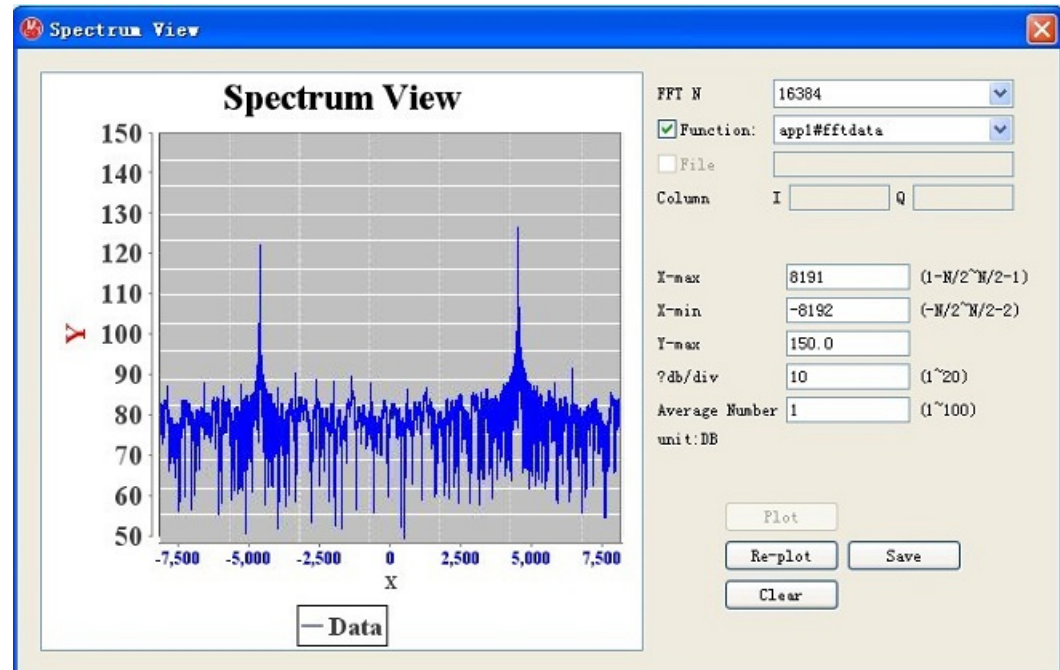 Spectrum View
Spectrum View
150
140
130
120
110
100
90
80
70
60
50
Y
-7,500 -5,000 -2,500 0 2,500 5,000 7,500
X
Data
FFT N 16384
Function: app1#fftdata
File
Column I Q
X-max 8191 (1-N/2~N/2-1)
X-min -8192 (-N/2~N/2-2)
Y-max 150.0
?db/div 10 (1~20)
Average Number 1 (1~100)
unit:DB
Plot
Re-plot Save
Clear